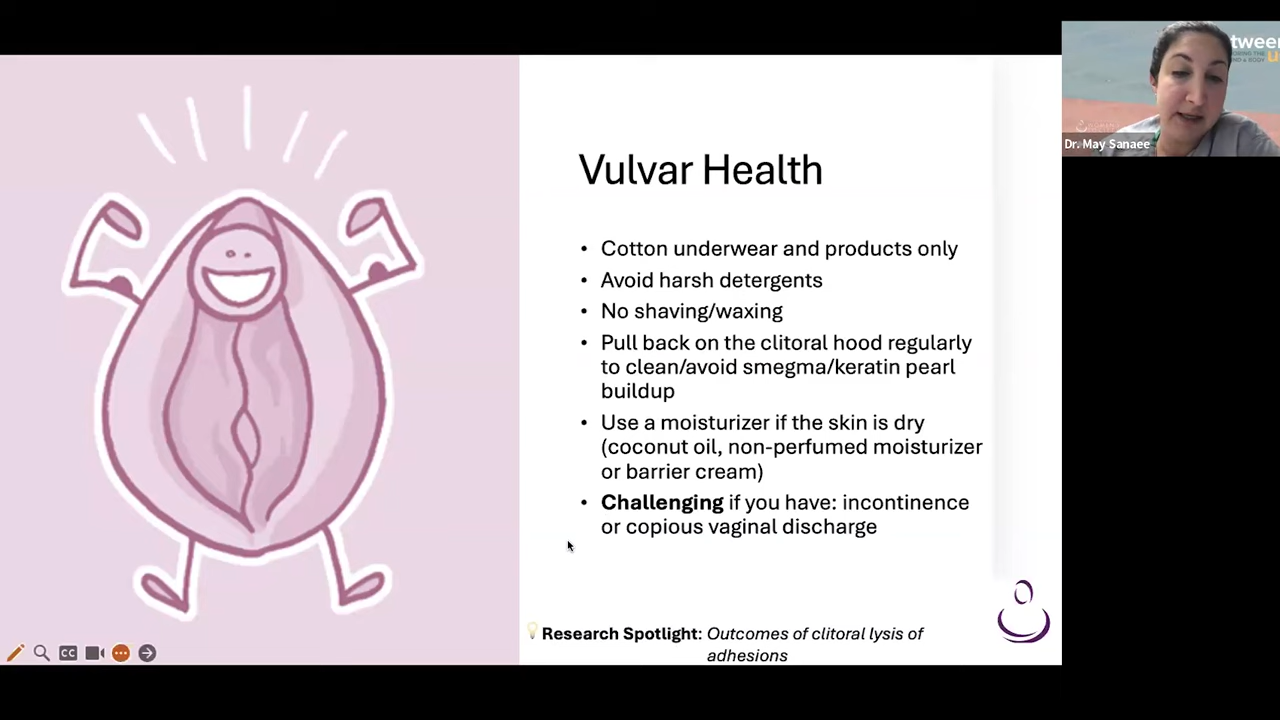 Vulvar Health
• Cotton underwear and products only
• Avoid harsh detergents
• No shaving/waxing
• Pull back on the clitoral hood regularly
to clean/avoid smegma/keratin pearl
buildup
• Use a moisturizer if the skin is dry
(coconut oil, non-perfumed moisturizer
or barrier cream)
• Challenging if you have: incontinence
or copious vaginal discharge
Research Spotlight: Outcomes of clitoral lysis of
adhesions
Dr. May Sanaee
CC